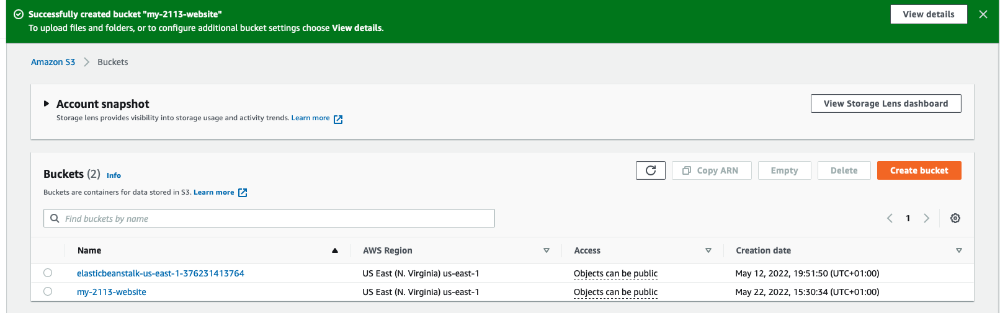 Successfully created bucket "my-2113-website"
To upload files and folders, or to configure additional bucket settings choose View details.
View details
Amazon S3 Buckets
Account snapshot
Storage lens provides visibility into storage usage and activity trends. Learn more
View Storage Lens dashboard
Buckets (2) Info
Buckets are containers for data stored in S3. Learn more
Copy ARN Empty Delete Create bucket
Find buckets by name
1
Name AWS Region Access Creation date
elasticbeanstalk-us-east-1-376231413764 US East (N. Virginia) us-east-1 Objects can be public May 12, 2022, 19:51:50 (UTC+01:00)
my-2113-website US East (N. Virginia) us-east-1 Objects can be public May 22, 2022, 15:30:34 (UTC+01:00)